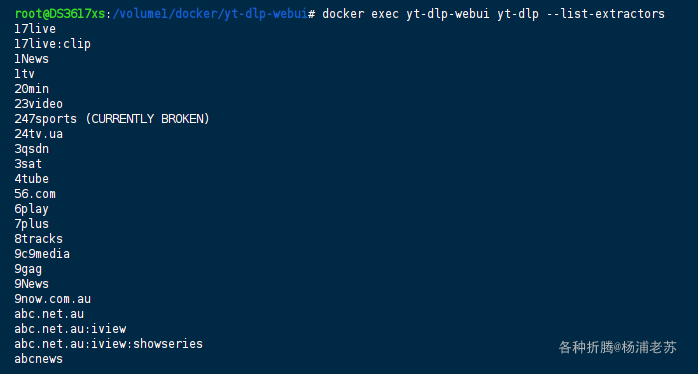 root@DS3617xs:/volume1/docker/yt-dlp-webui# docker exec yt-dlp-webui yt-dlp --list-extractors
17live
17live:clip
1News
1tv
20min
23video
247sports (CURRENTLY BROKEN)
24tv.ua
3qsdn
3sat
4tube
56.com
6play
7plus
8tracks
9c9media
9gag
9News
9now.com.au
abc.net.au
abc.net.au:iview
abc.net.au:iview:showseries
abcnews
各种折腾@杨浦老苏